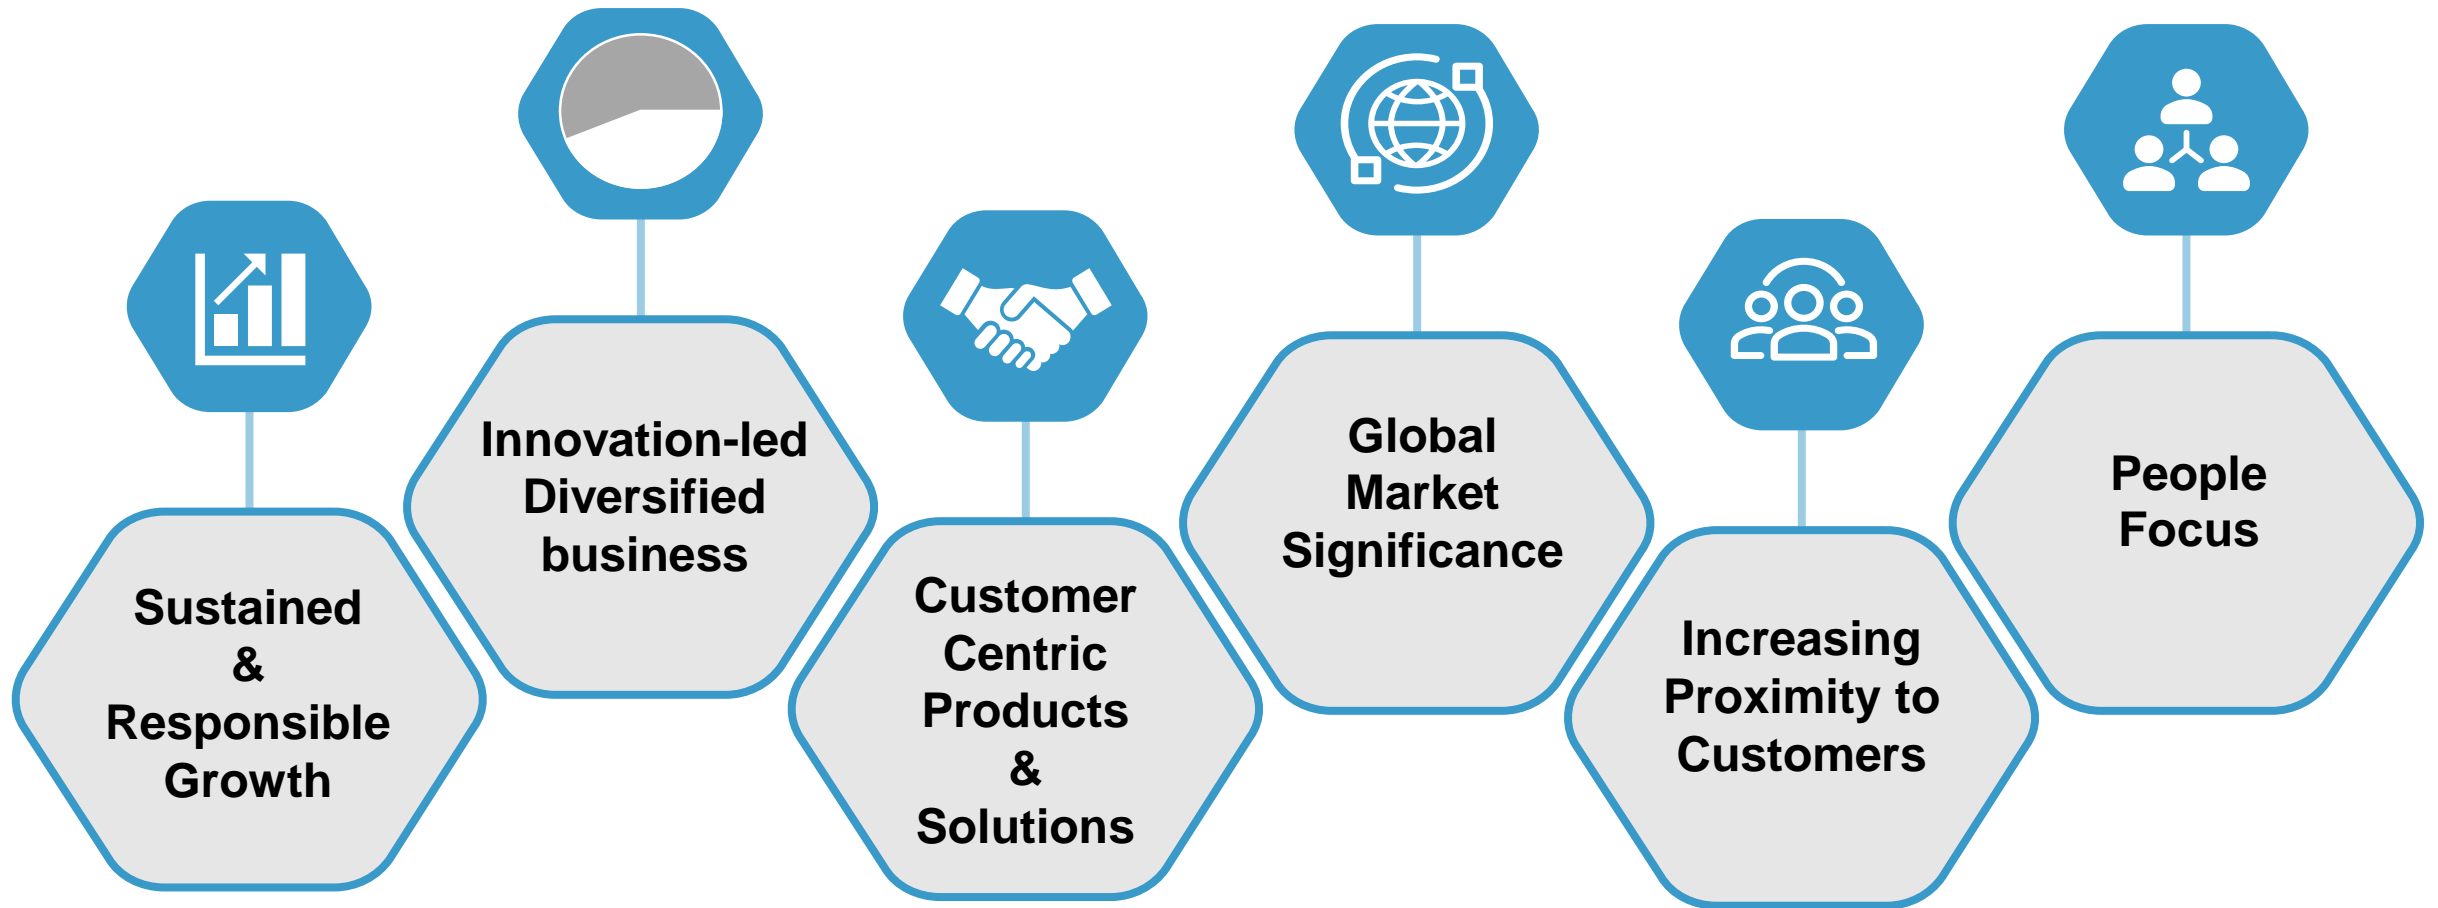 Sustained
&
Responsible
Growth
Innovation-led
Diversified
business
Customer
Centric
Products
&
Solutions
Global
Market
Significance
Increasing
Proximity to
Customers
People
Focus